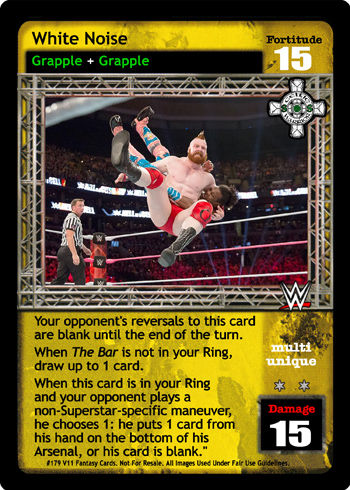 White Noise
Fortitude
15
Grapple + Grapple
W
Your opponent's reversals to this card
are blank until the end of the turn.
When The Bar is not in your Ring,
draw up to 1 card.
When this card is in your Ring
and your opponent plays a
non-Superstar-specific maneuver,
he chooses 1: he puts 1 card from
his hand on the bottom of his
Arsenal, or his card is blank."
multi
unique
Damage
15
#179 V11 Fantasy Cards. Not For Resale. All Images Used Under Fair Use Guidelines.